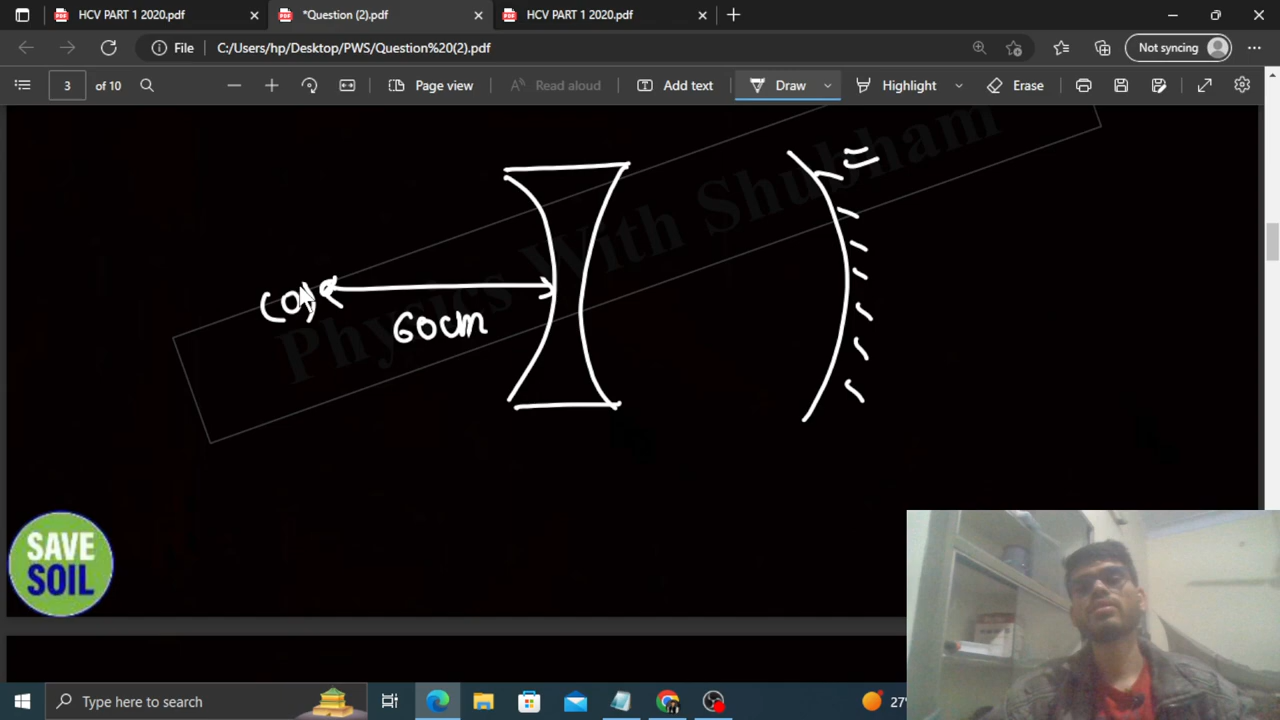 HCV PART 1 2020.pdf
*Question (2).pdf
HCV PART 1 2020.pdf
File
C:/Users/hp/Desktop/PWS/Question%20(2).pdf
Not syncing
3 of 10
Page view
Read aloud
Add text
Draw
Highlight
Erase
Physics With Shubham
60cm
SAVE
SOIL
Type here to search
27°